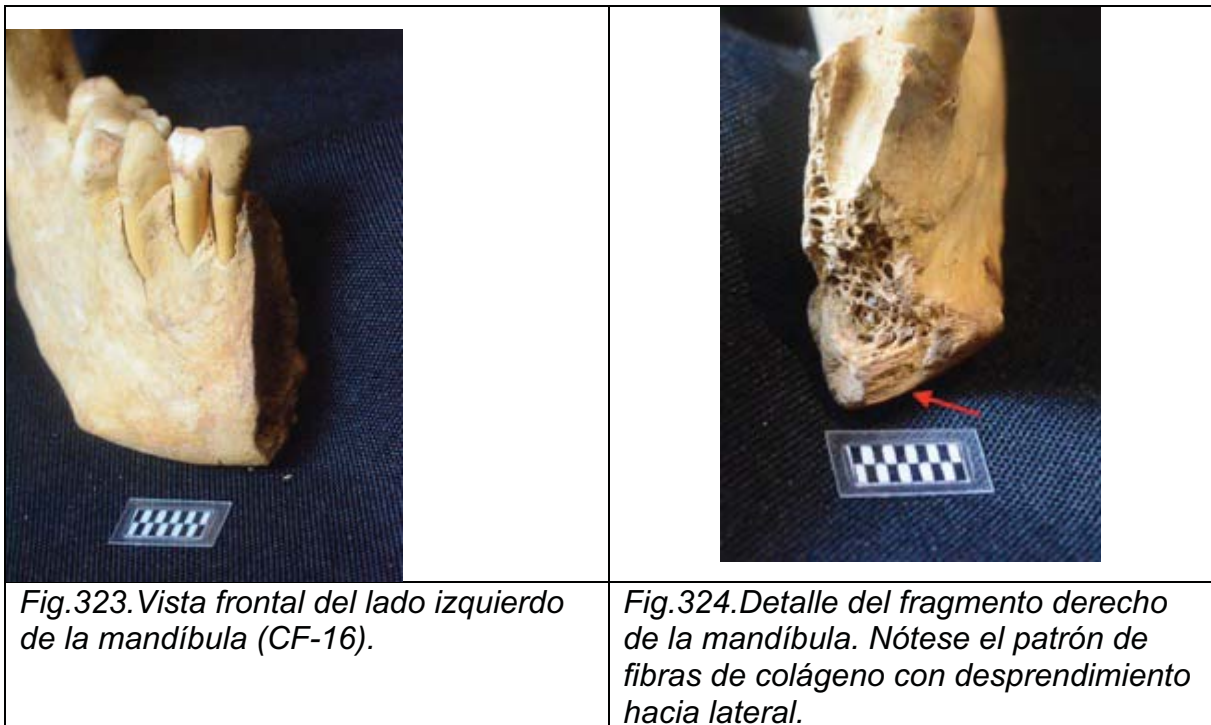 Fig.323.Vista frontal del lado izquierdo
de la mandíbula (CF-16).
Fig.324.Detalle del fragmento derecho
de la mandíbula. Nótese el patrón de
fibras de colágeno con desprendimiento
hacia lateral.